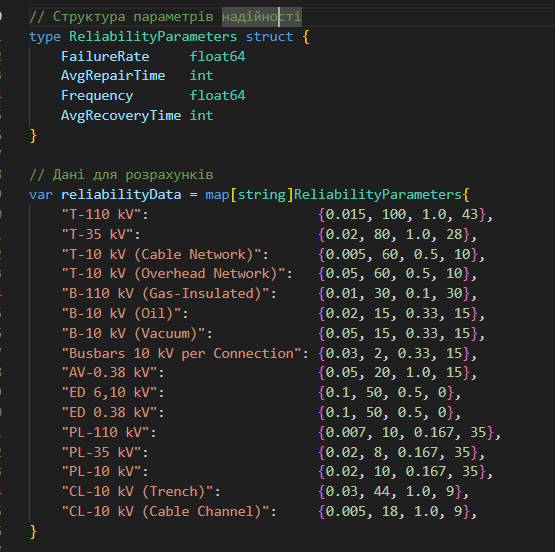 // Структура параметрів надійності
type ReliabilityParameters struct {
    FailureRate     float64
    AvgRepairTime   int
    Frequency       float64
    AvgRecoveryTime int
}
// Дані для розрахунків
var reliabilityData = map[string]ReliabilityParameters{
    "T-110 kV":                      {0.015, 100, 1.0, 43},
    "T-35 kV":                       {0.02, 80, 1.0, 28},
    "T-10 kV (Cable Network)":       {0.005, 60, 0.5, 10},
    "T-10 kV (Overhead Network)":    {0.05, 60, 0.5, 10},
    "B-110 kV (Gas-Insulated)":      {0.01, 30, 0.1, 30},
    "B-10 kV (Oil)":                 {0.02, 15, 0.33, 15},
    "B-10 kV (Vacuum)":              {0.05, 15, 0.33, 15},
    "Busbars 10 kV per Connection": {0.03, 2, 0.33, 15},
    "AV-0.38 kV":                    {0.05, 20, 1.0, 15},
    "ED 6,10 kV":                    {0.1, 50, 0.5, 0},
    "ED 0.38 kV":                    {0.1, 50, 0.5, 0},
    "PL-110 kV":                     {0.007, 10, 0.167, 35},
    "PL-35 kV":                      {0.02, 8, 0.167, 35},
    "PL-10 kV":                      {0.02, 10, 0.167, 35},
    "CL-10 kV (Trench)":             {0.03, 44, 1.0, 9},
    "CL-10 kV (Cable Channel)":      {0.005, 18, 1.0, 9},
}